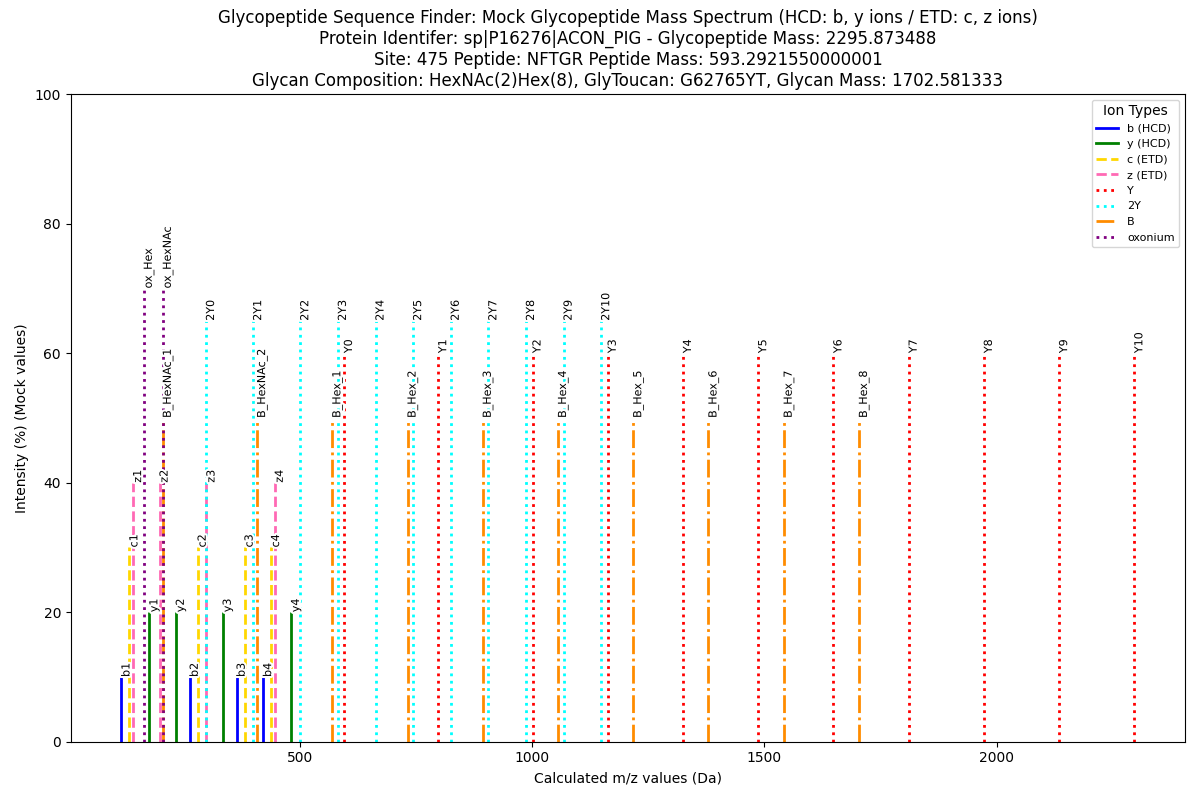 Glycopeptide Sequence Finder: Mock Glycopeptide Mass Spectrum (HCD: b, y ions / ETD: c, z ions)
Protein Identifer: sp|P16276|ACON_PIG - Glycopeptide Mass: 2295.873488
Site: 475 Peptide: NFTGR Peptide Mass: 593.2921550000001
Glycan Composition: HexNAc(2)Hex(8), GlyToucan: G62765YT, Glycan Mass: 1702.581333
Intensity (%) (Mock values)
100
80
60
40
20
0
Ion Types
b (HCD)
y (HCD)
c (ETD)
z (ETD)
Y
2Y
B
oxonium
ox_Hex
ox_HexNAc
2Y0
2Y1
2Y2
2Y3
2Y4
2Y5
2Y6
2Y7
2Y8
2Y9
2Y10
Y0
Y1
Y2
Y3
Y4
Y5
Y6
Y7
Y8
Y9
Y10
B_HexNAc_1
B_HexNAc_2
B_Hex_1
B_Hex_2
B_Hex_3
B_Hex_4
B_Hex_5
B_Hex_6
B_Hex_7
B_Hex_8
z1
z2
z3
z4
c1
c2
c3
c4
y1
y2
y3
y4
b1
b2
b3
b4
500
1000
1500
2000
Calculated m/z values (Da)